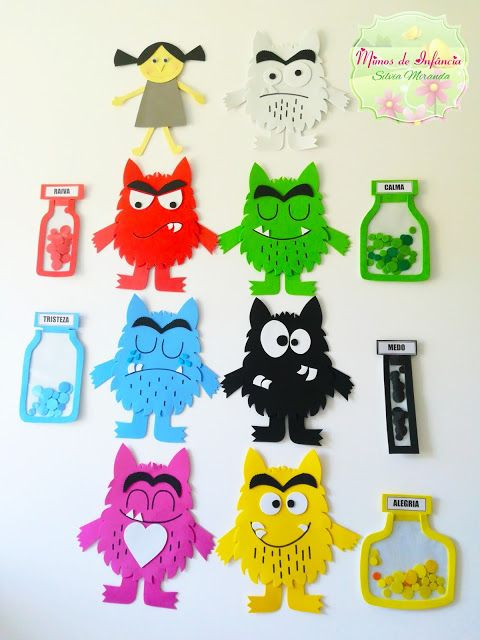 Mimos de Infância
Silvia Miranda
RAIVA
CALMA
TRISTEZA
MEDO
ALEGRIA